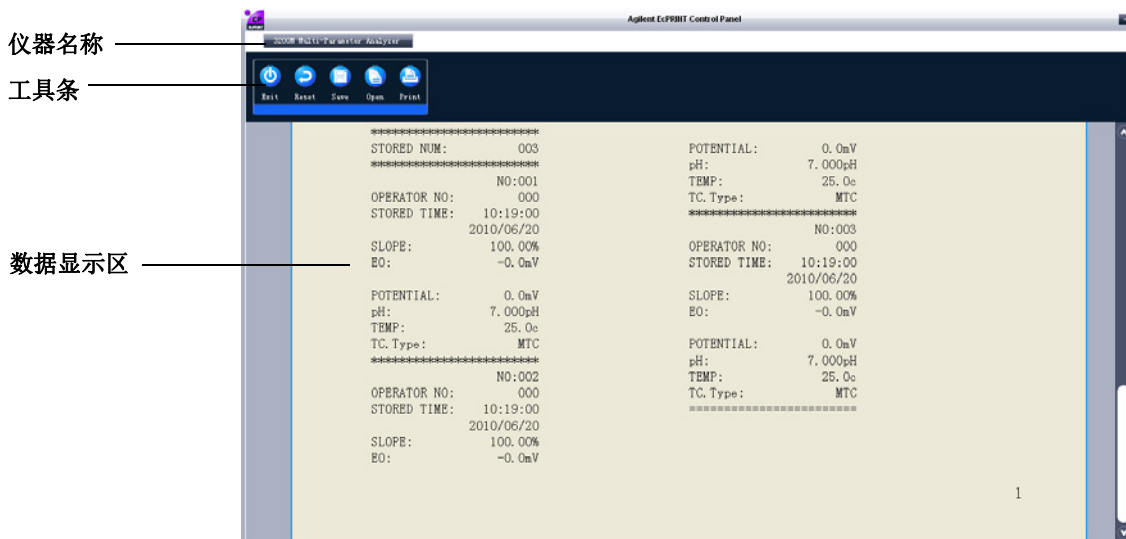 Agilent EcPRINT Control Panel
仪器名称
3200M Multi-Parameter Analyzer
工具条
Exit Reset Save Open Print
数据显示区
*************************
STORED NUM: 003
*************************
NO:001
OPERATOR NO: 000
STORED TIME: 10:19:00
2010/06/20
SLOPE: 100.00%
EO: -0.0mV
POTENTIAL: 0.0mV
pH: 7.000pH
TEMP: 25.0c
TC.Type: MTC
*************************
NO:002
OPERATOR NO: 000
STORED TIME: 10:19:00
2010/06/20
SLOPE: 100.00%
EO: -0.0mV
POTENTIAL: 0.0mV
pH: 7.000pH
TEMP: 25.0c
TC.Type: MTC
*************************
NO:003
OPERATOR NO: 000
STORED TIME: 10:19:00
2010/06/20
SLOPE: 100.00%
EO: -0.0mV
POTENTIAL: 0.0mV
pH: 7.000pH
TEMP: 25.0c
TC.Type: MTC
========================
1